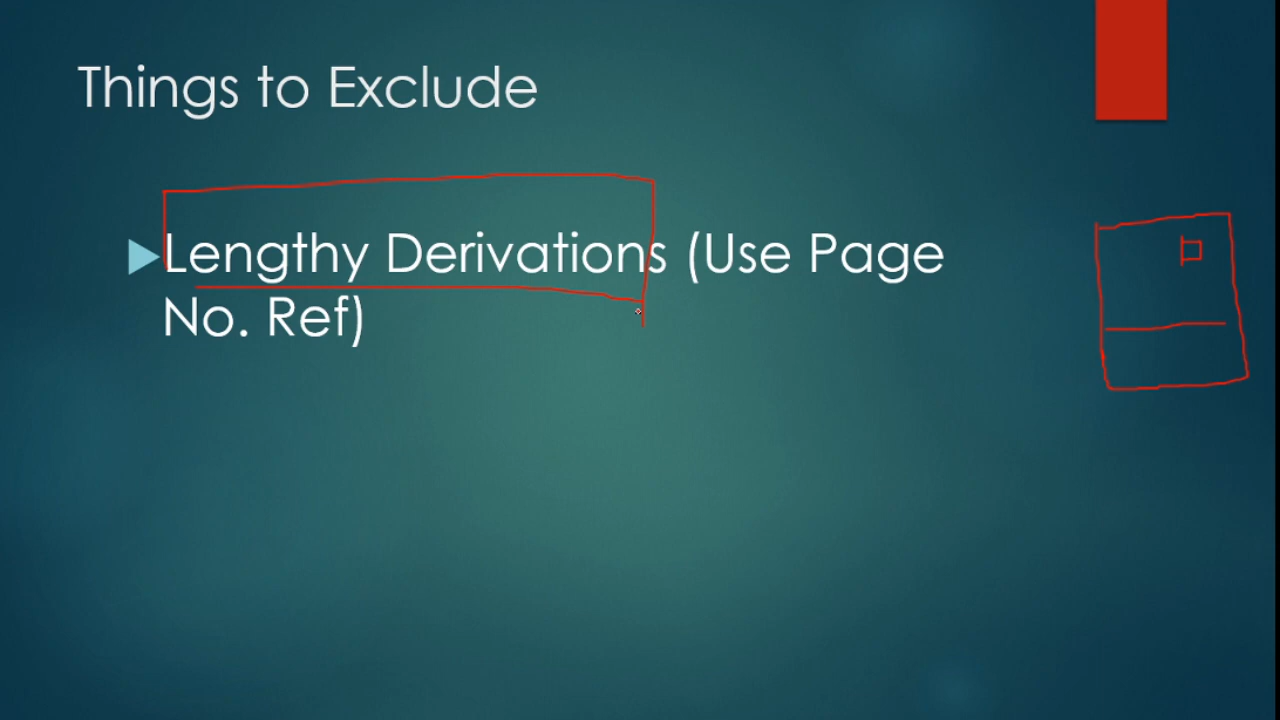 Things to Exclude
Lengthy Derivations (Use Page
No. Ref)